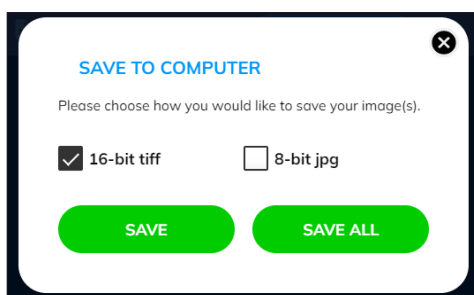 SAVE TO COMPUTER
Please choose how you would like to save your image(s).
16-bit tiff 8-bit jpg
SAVE SAVE ALL